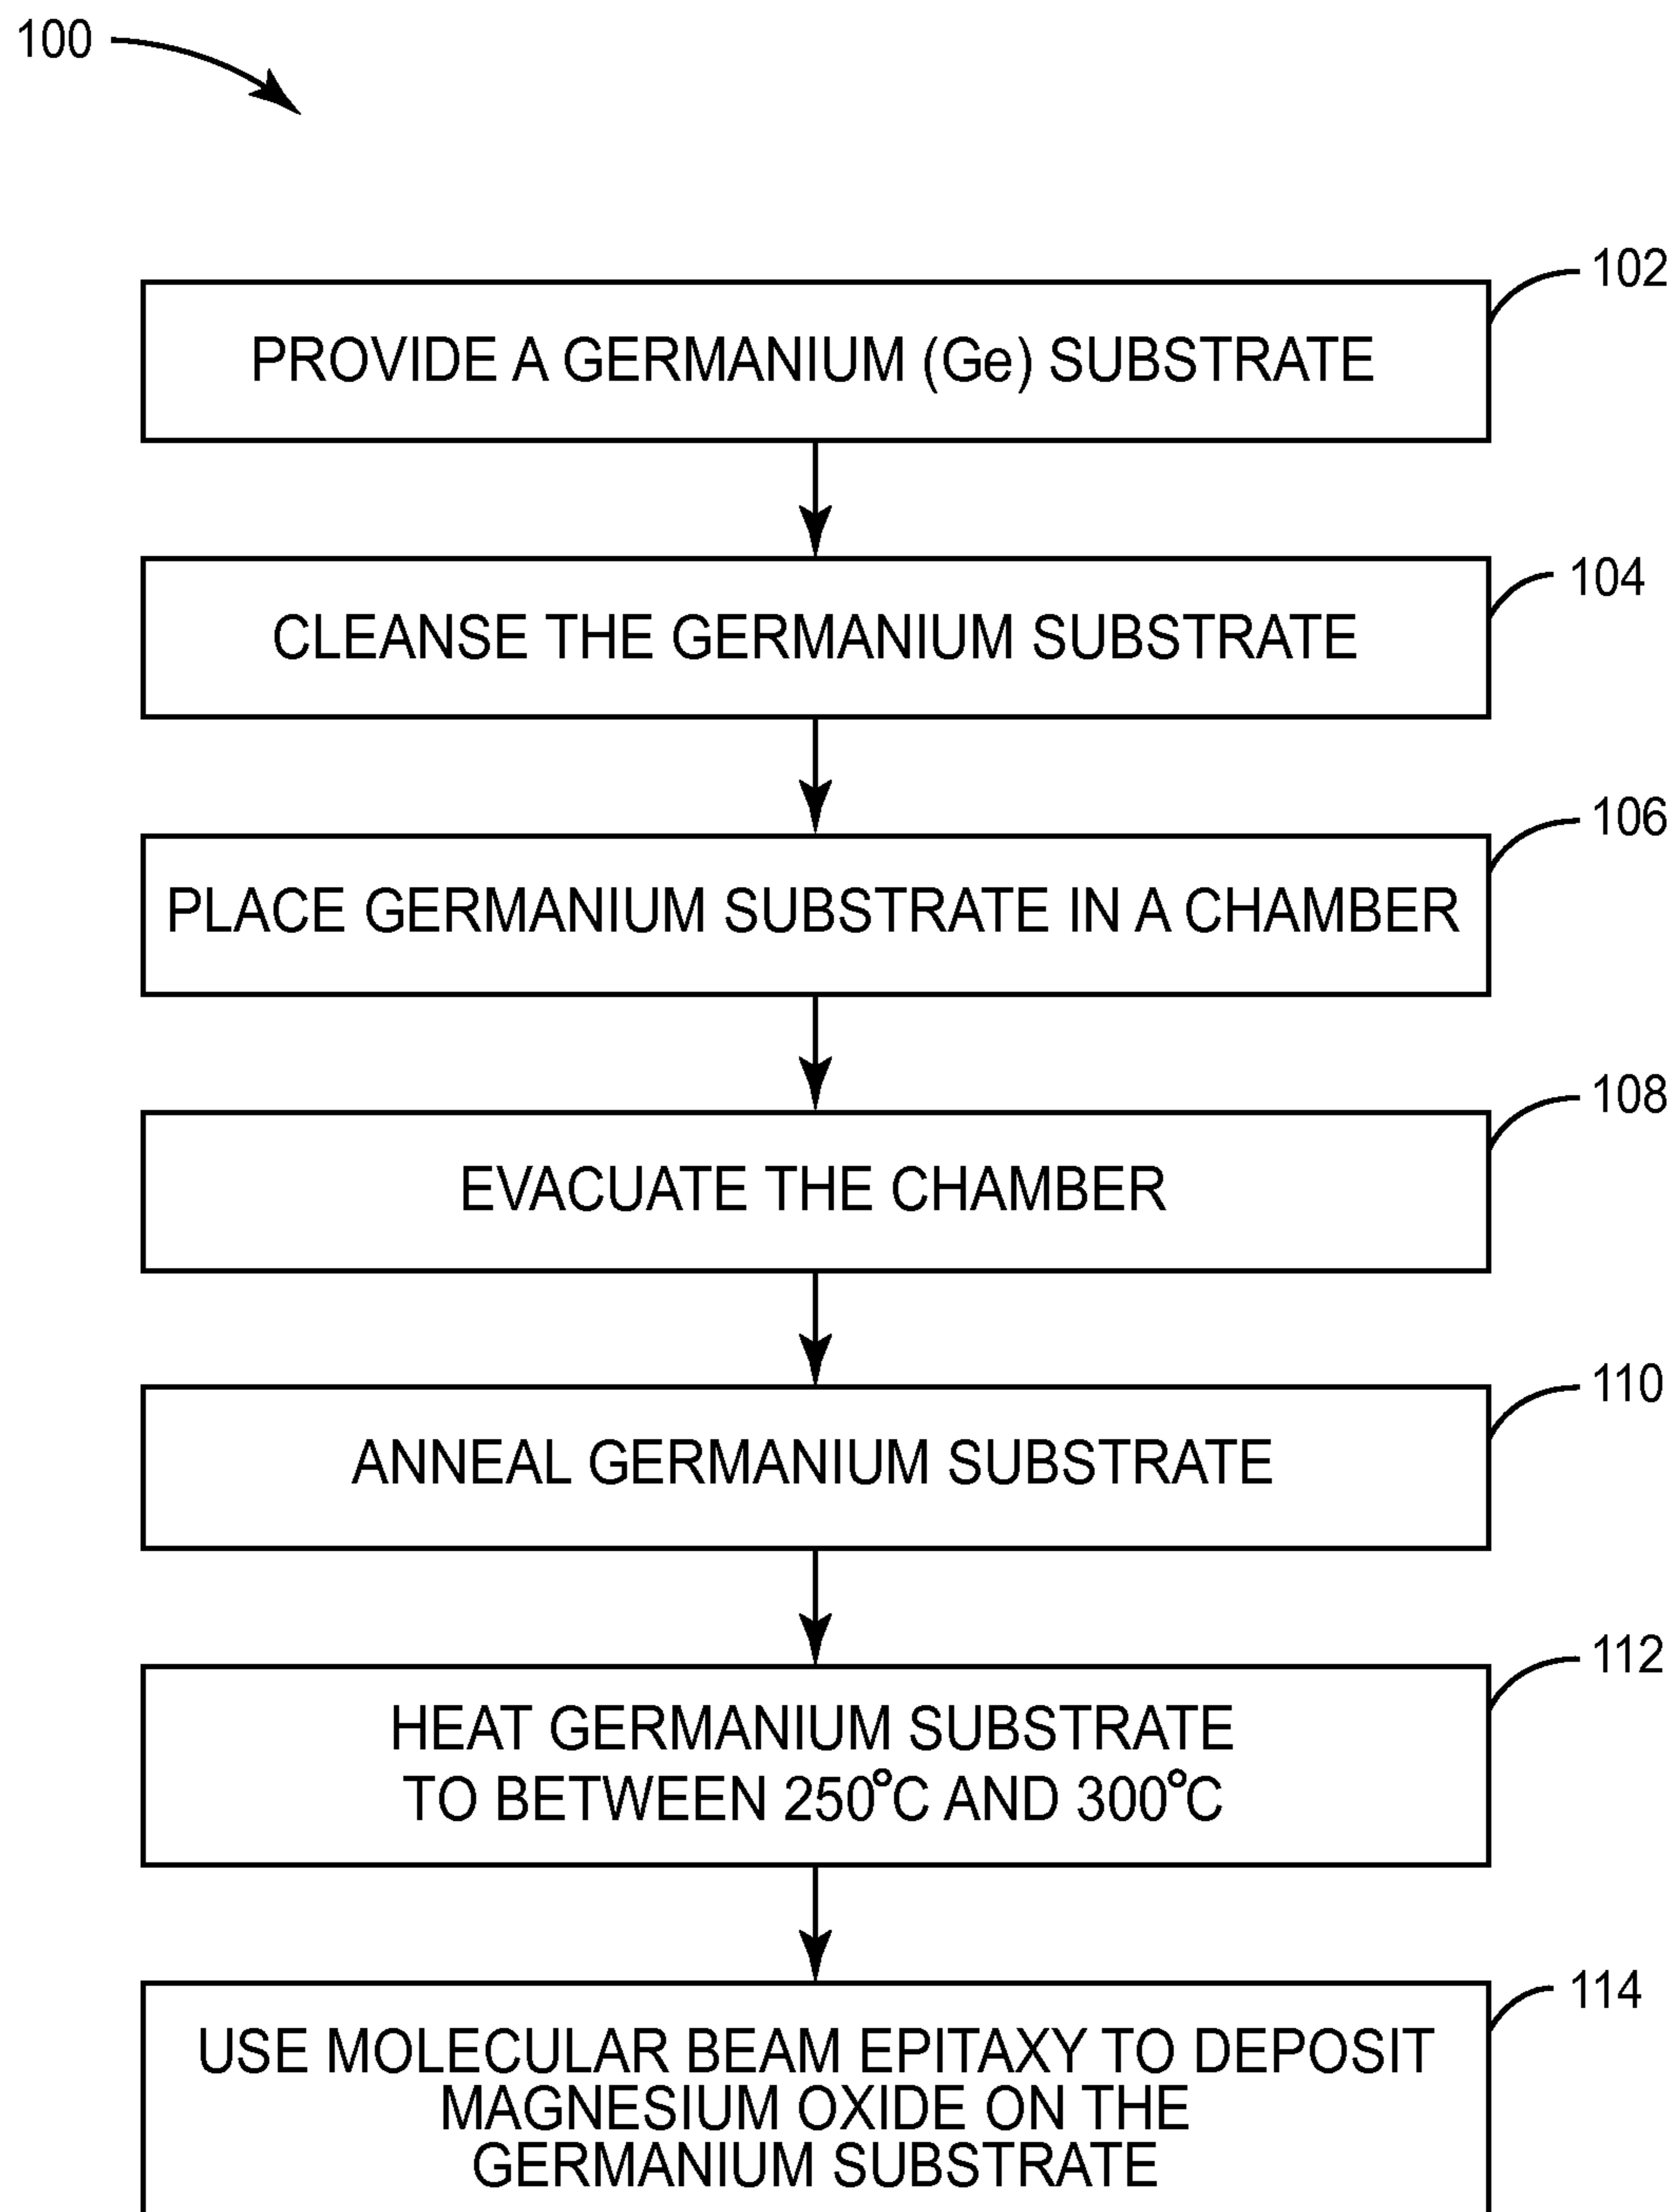 100
102
PROVIDE A GERMANIUM (Ge) SUBSTRATE
104
CLEANSE THE GERMANIUM SUBSTRATE
106
PLACE GERMANIUM SUBSTRATE IN A CHAMBER
108
EVACUATE THE CHAMBER
110
ANNEAL GERMANIUM SUBSTRATE
112
HEAT GERMANIUM SUBSTRATE
TO BETWEEN 250°C AND 300°C
114
USE MOLECULAR BEAM EPITAXY TO DEPOSIT
MAGNESIUM OXIDE ON THE
GERMANIUM SUBSTRATE